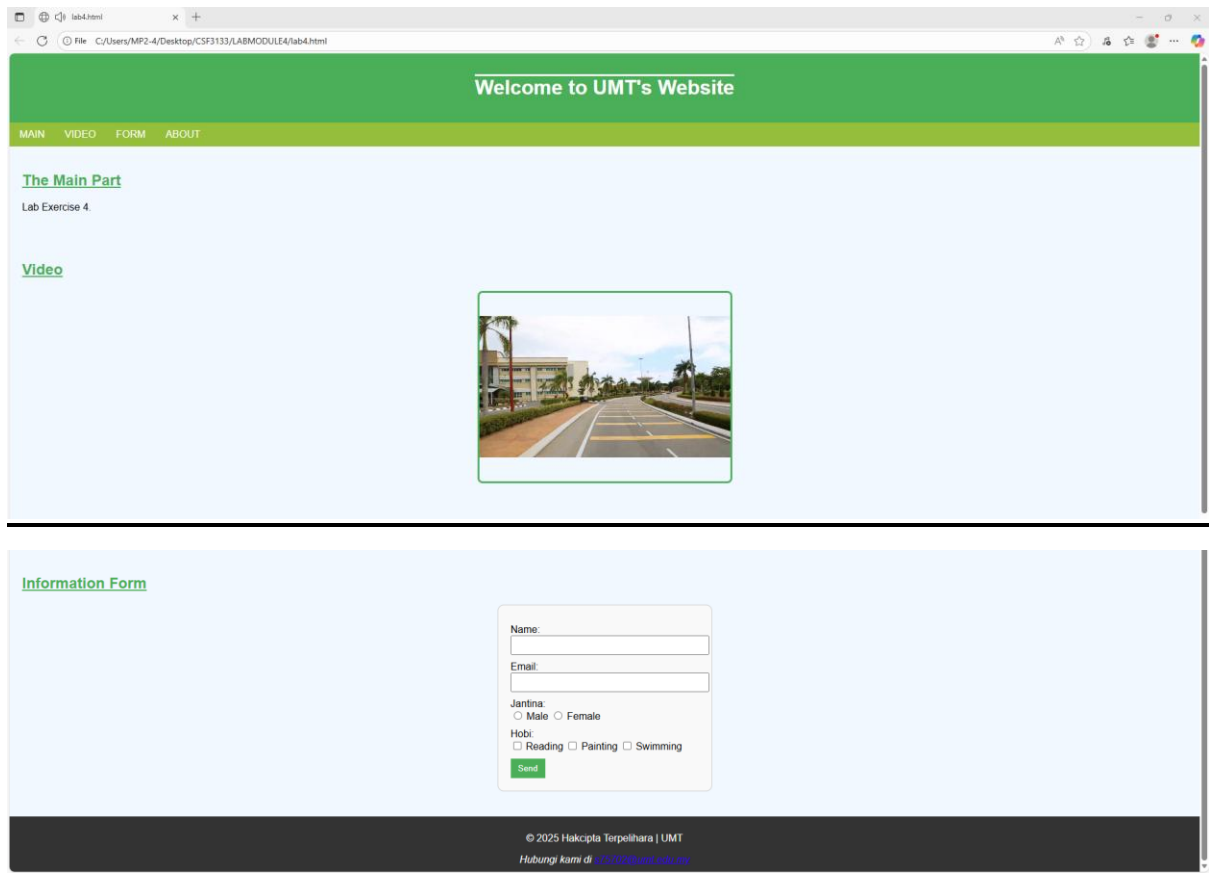 lab4.html
File C:/Users/MP2-4/Desktop/CSF3133/LABMODULE4/lab4.html
Welcome to UMT's Website
MAIN VIDEO FORM ABOUT
The Main Part
Lab Exercise 4.
Video
Information Form
Name:
Email:
Jantina:
Male Female
Hobi:
Reading Painting Swimming
Send
© 2025 Hakcipta Terpelihara | UMT
Hubungi kami di